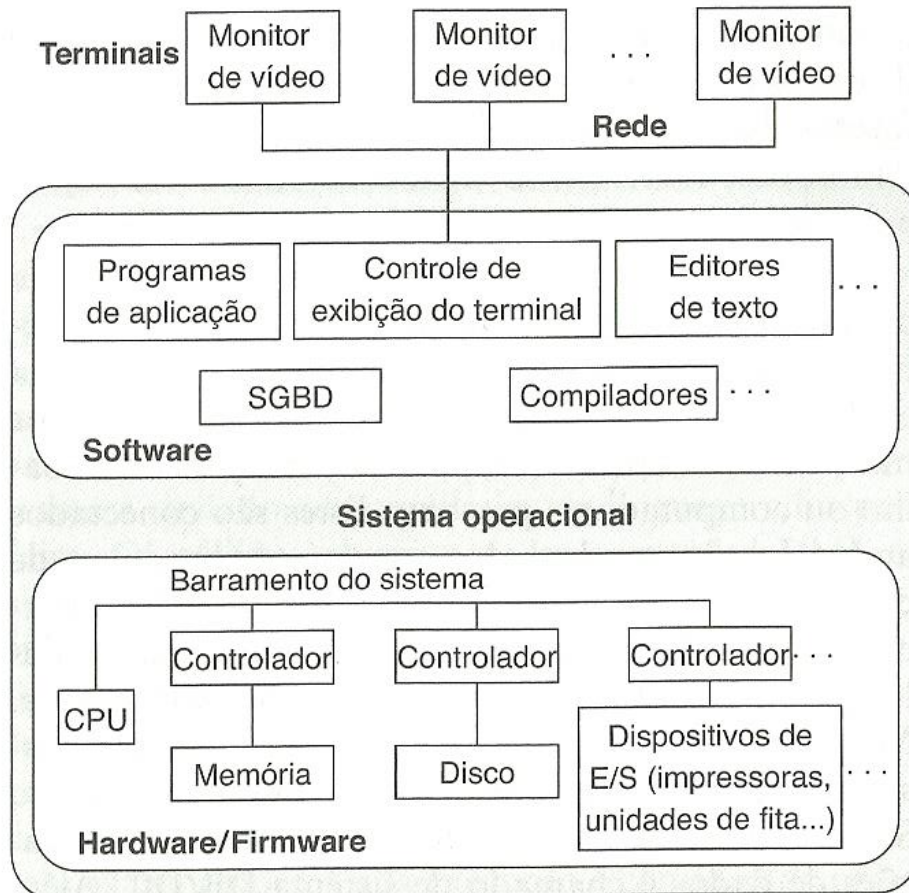 Terminais
Monitor
de vídeo
Monitor
de vídeo
. . .
Monitor
de vídeo
Rede
Programas
de aplicação
Controle de
exibição do terminal
Editores
de texto
. . .
SGBD
Compiladores
. . .
Software
Sistema operacional
Barramento do sistema
Controlador
Controlador
Controlador
. . .
CPU
Memória
Disco
Dispositivos de
E/S (impressoras,
unidades de fita...)
. . .
Hardware/Firmware